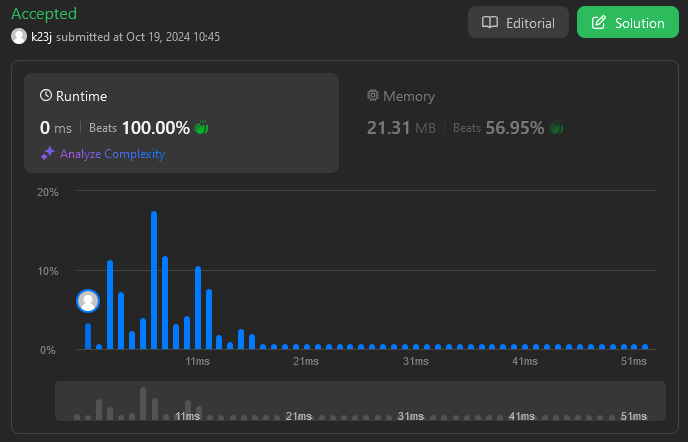 Accepted
k23j submitted at Oct 19, 2024 10:45
Editorial
Solution
Runtime
0 ms | Beats 100.00%
Analyze Complexity
Memory
21.31 MB | Beats 56.95%
20%
10%
0%
11ms 21ms 31ms 41ms 51ms
11ms 21ms 31ms 41ms 51ms